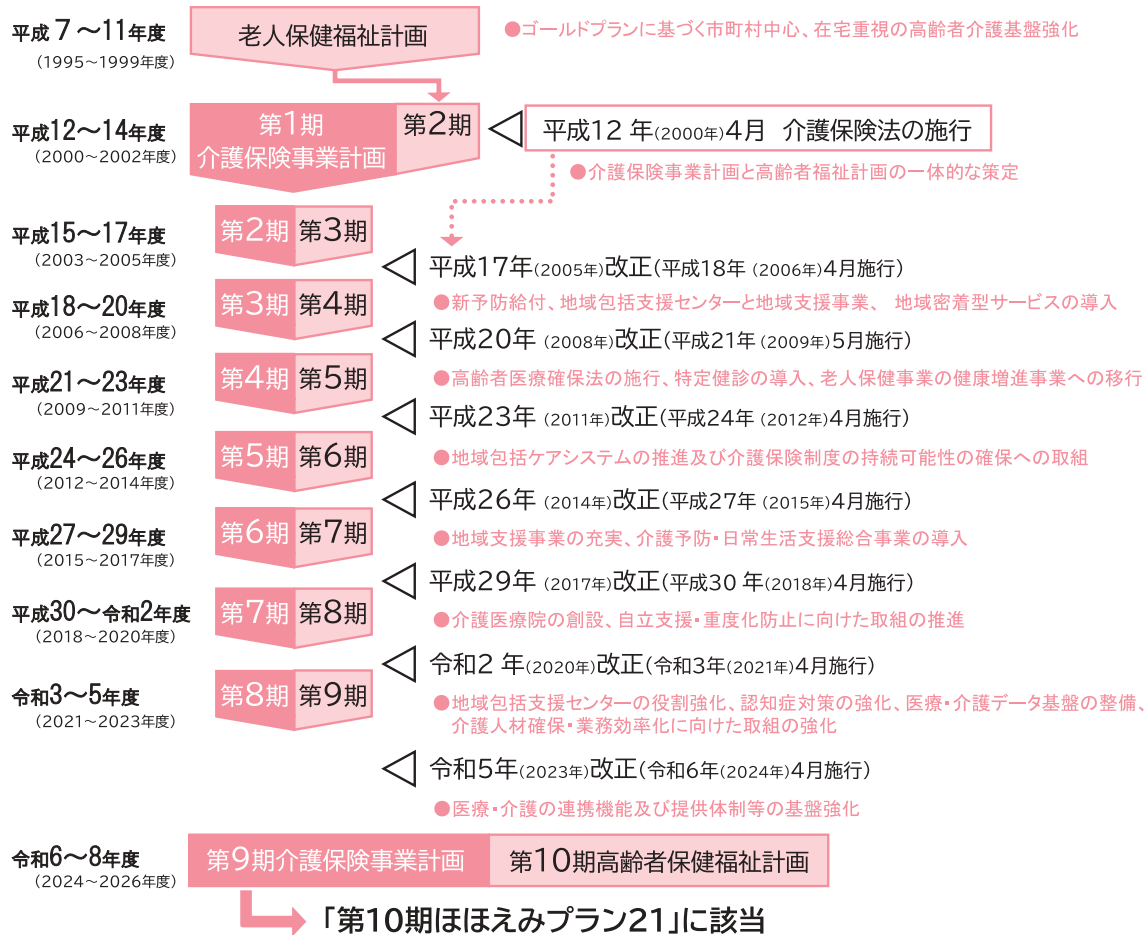 平成7～11年度
(1995～1999年度)
老人保健福祉計画
●ゴールドプランに基づく市町村中心、在宅重視の高齢者介護基盤強化
平成12～14年度
(2000～2002年度)
第1期
介護保険事業計画
第2期
平成12年(2000年)4月 介護保険法の施行
●介護保険事業計画と高齢者福祉計画の一体的な策定
平成15～17年度
(2003～2005年度)
第2期
第3期
平成17年(2005年)改正(平成18年 (2006年)4月施行)
●新予防給付、地域包括支援センターと地域支援事業、 地域密着型サービスの導入
平成18～20年度
(2006～2008年度)
第3期
第4期
平成20年 (2008年)改正(平成21年 (2009年)5月施行)
●高齢者医療確保法の施行、特定健診の導入、老人保健事業の健康増進事業への移行
平成21～23年度
(2009～2011年度)
第4期
第5期
平成23年 (2011年)改正(平成24年 (2012年)4月施行)
●地域包括ケアシステムの推進及び介護保険制度の持続可能性の確保への取組
平成24～26年度
(2012～2014年度)
第5期
第6期
平成26年 (2014年)改正(平成27年 (2015年)4月施行)
●地域支援事業の充実、介護予防・日常生活支援総合事業の導入
平成27～29年度
(2015～2017年度)
第6期
第7期
平成29年 (2017年)改正(平成30年(2018年)4月施行)
●介護医療院の創設、自立支援・重度化防止に向けた取組の推進
平成30～令和2年度
(2018～2020年度)
第7期
第8期
令和2年(2020年)改正(令和3年(2021年)4月施行)
●地域包括支援センターの役割強化、認知症対策の強化、医療・介護データ基盤の整備、
介護人材確保・業務効率化に向けた取組の強化
令和3～5年度
(2021～2023年度)
第8期
第9期
令和5年(2023年)改正(令和6年(2024年)4月施行)
●医療・介護の連携機能及び提供体制等の基盤強化
令和6～8年度
(2024～2026年度)
第9期介護保険事業計画
第10期高齢者保健福祉計画
「第10期ほほえみプラン21」に該当